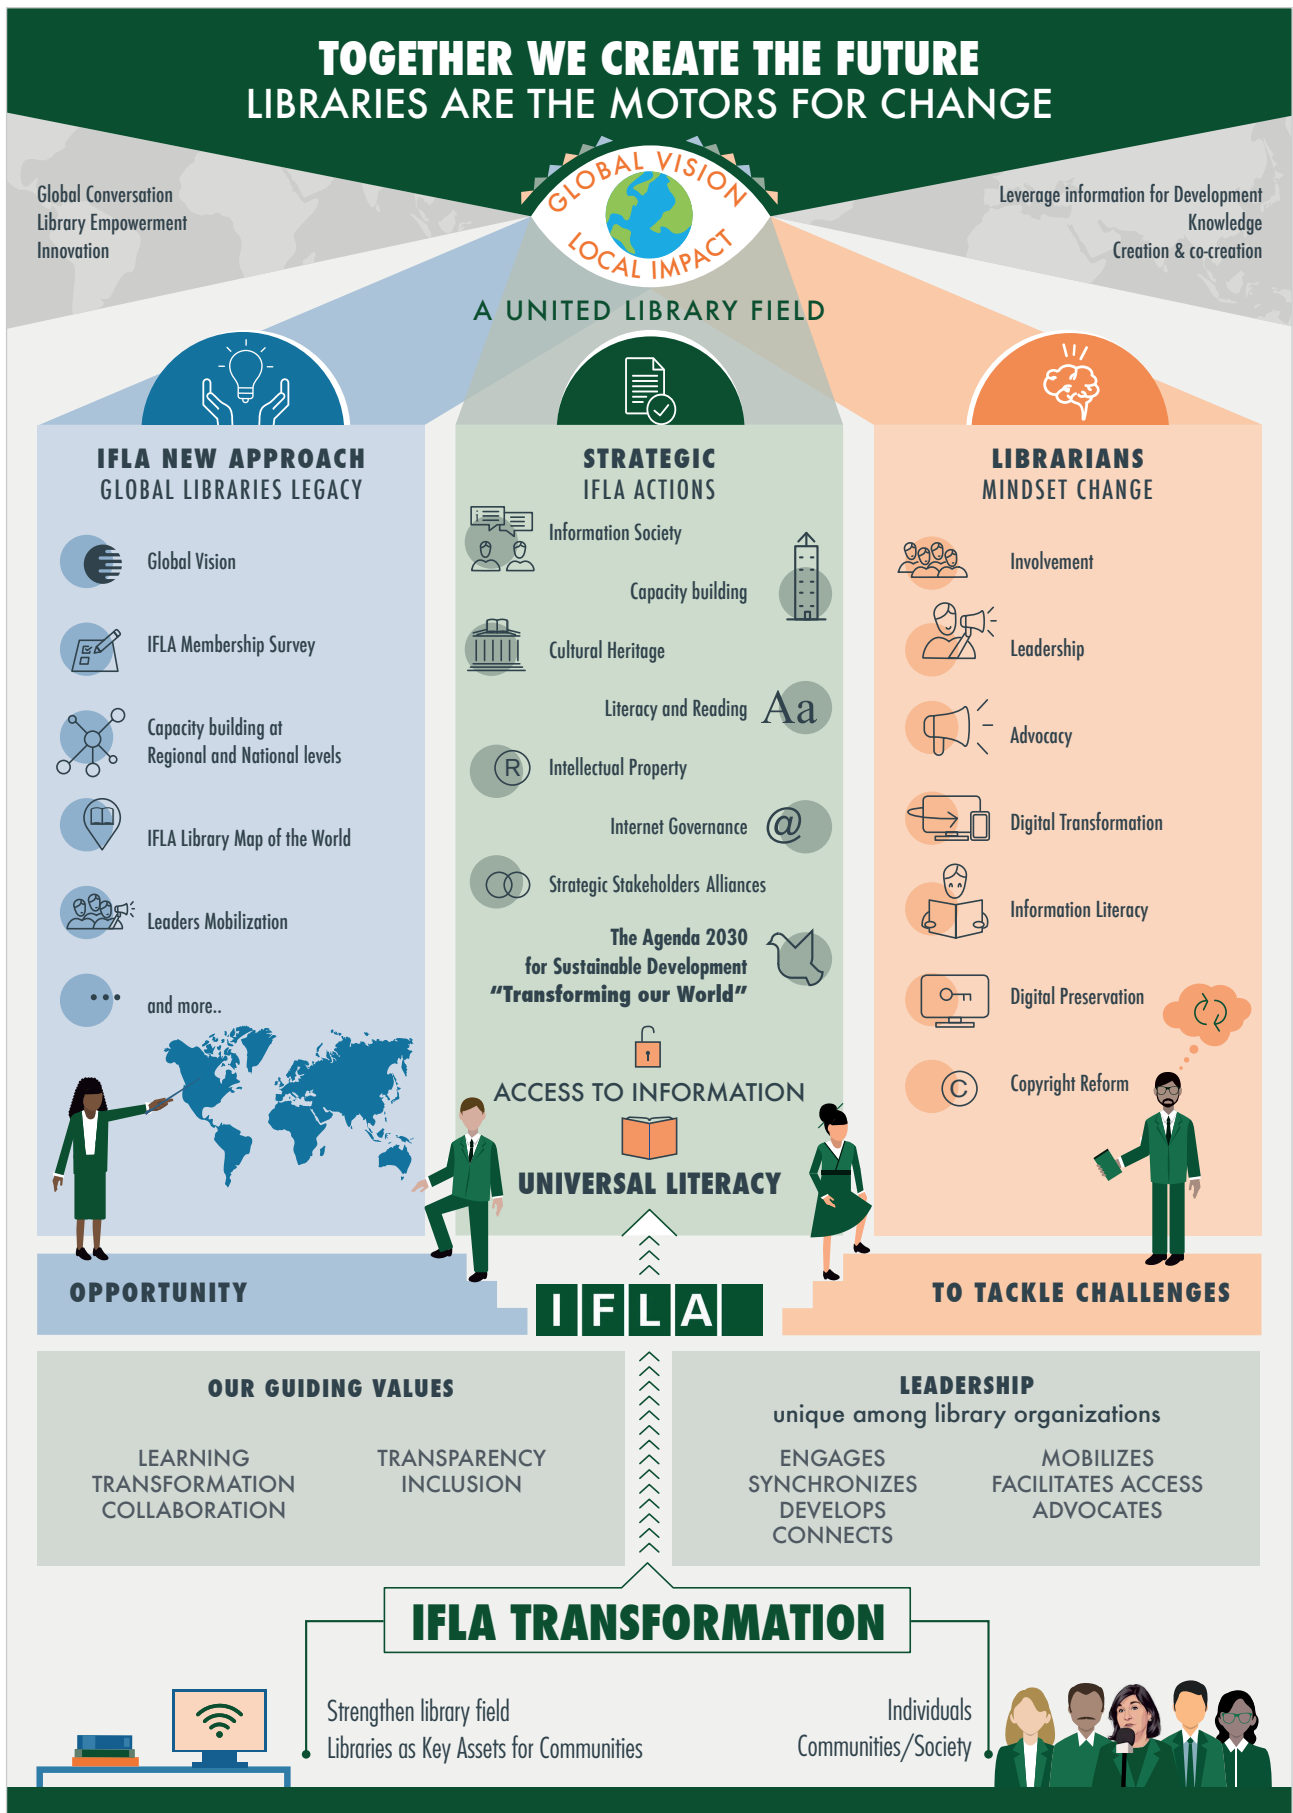 TOGETHER WE CREATE THE FUTURE
LIBRARIES ARE THE MOTORS FOR CHANGE
GLOBAL VISION
LOCAL IMPACT
Global Conversation
Library Empowerment
Innovation
Leverage information for Development
Knowledge
Creation & co-creation
A UNITED LIBRARY FIELD
IFLA NEW APPROACH
GLOBAL LIBRARIES LEGACY
Global Vision
IFLA Membership Survey
Capacity building at
Regional and National levels
IFLA Library Map of the World
Leaders Mobilization
and more..
STRATEGIC
IFLA ACTIONS
i
Information Society
Capacity building
Cultural Heritage
Literacy and Reading
Aa
R
Intellectual Property
Internet Governance
@
Strategic Stakeholders Alliances
The Agenda 2030
for Sustainable Development
“Transforming our World”
ACCESS TO INFORMATION
UNIVERSAL LITERACY
LIBRARIANS
MINDSET CHANGE
Involvement
Leadership
Advocacy
Digital Transformation
Information Literacy
Digital Preservation
C
Copyright Reform
OPPORTUNITY
IFLA
TO TACKLE CHALLENGES
OUR GUIDING VALUES
LEARNING
TRANSFORMATION
COLLABORATION
TRANSPARENCY
INCLUSION
LEADERSHIP
unique among library organizations
ENGAGES
SYNCHRONIZES
DEVELOPS
CONNECTS
MOBILIZES
FACILITATES ACCESS
ADVOCATES
IFLA TRANSFORMATION
Strengthen library field
Libraries as Key Assets for Communities
Individuals
Communities/Society